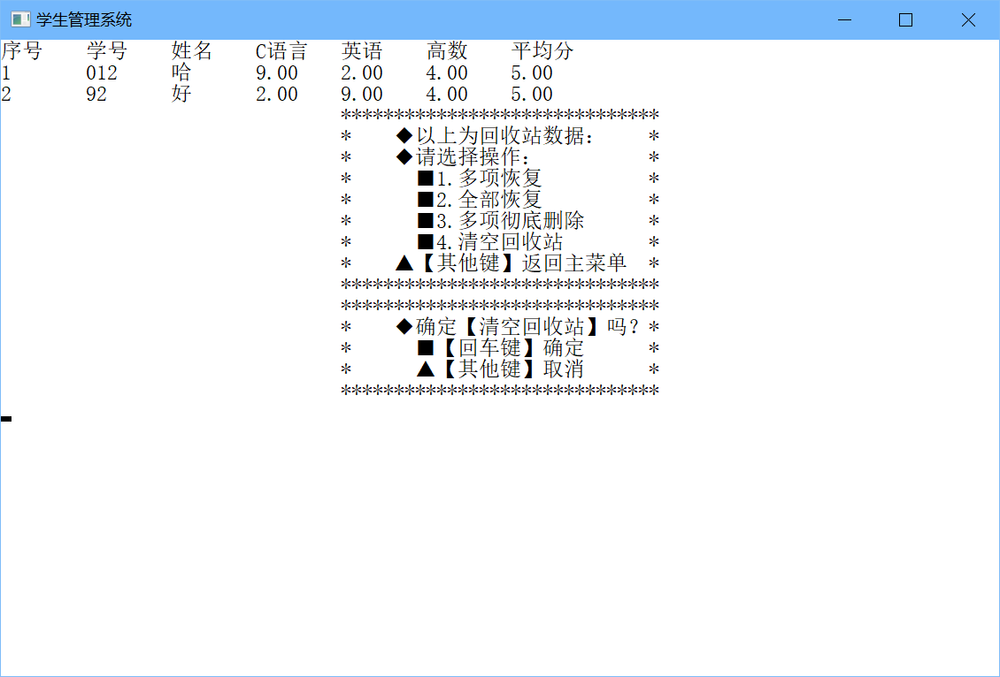 学生管理系统
序号 学号 姓名 C语言 英语 高数 平均分
1 012 哈 9.00 2.00 4.00 5.00
2 92 好 2.00 9.00 4.00 5.00
******************************
* ◆以上为回收站数据: *
* ◆请选择操作: *
* ■1.多项恢复 *
* ■2.全部恢复 *
* ■3.多项彻底删除 *
* ■4.清空回收站 *
* ▲【其他键】返回主菜单 *
******************************
******************************
* ◆确定【清空回收站】吗? *
* ■【回车键】确定 *
* ▲【其他键】取消 *
******************************